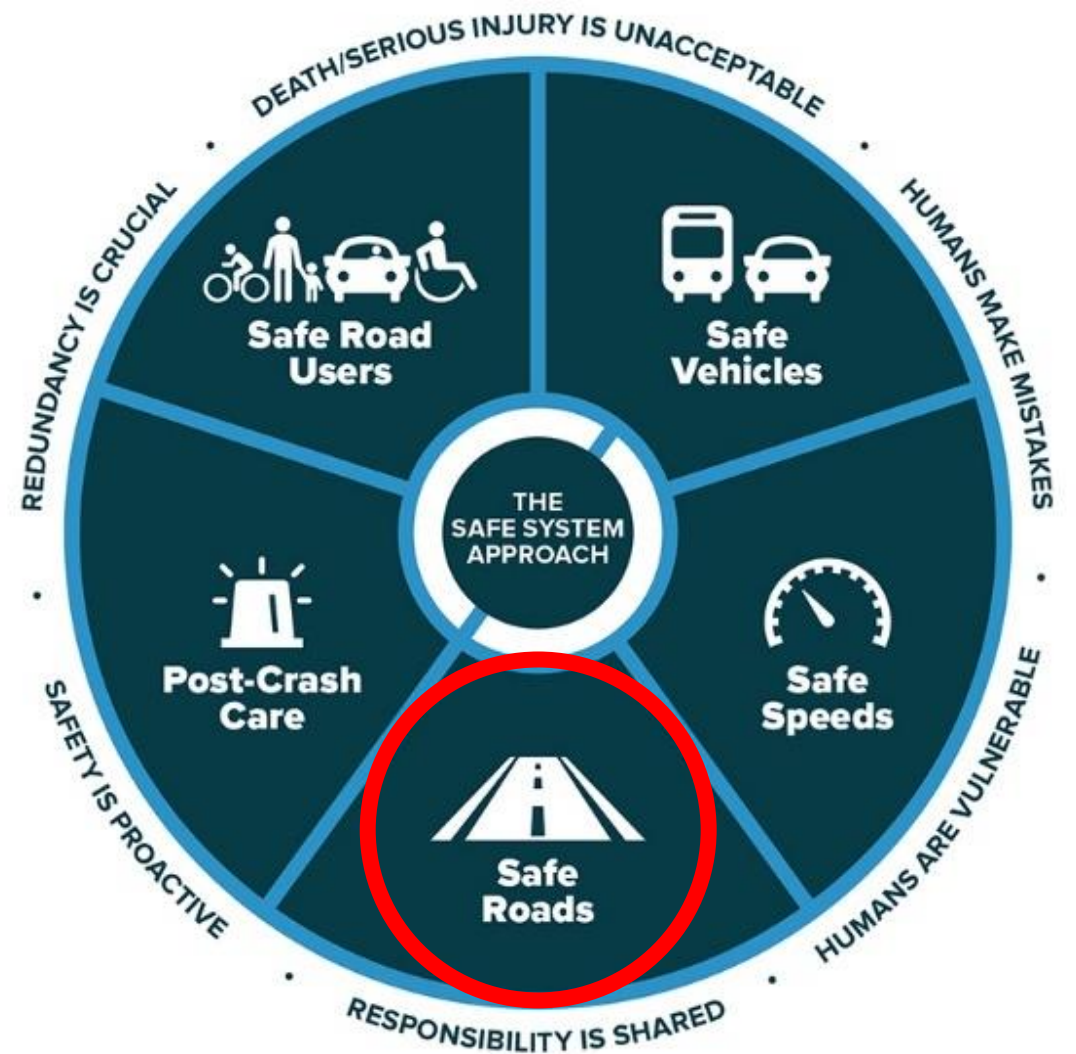 DEATH/SERIOUS INJURY IS UNACCEPTABLE
HUMANS MAKE MISTAKES
HUMANS ARE VULNERABLE
RESPONSIBILITY IS SHARED
SAFETY IS PROACTIVE
REDUNDANCY IS CRUCIAL
Safe Road
Users
Safe
Vehicles
THE
SAFE SYSTEM
APPROACH
Post-Crash
Care
Safe
Speeds
Safe
Roads